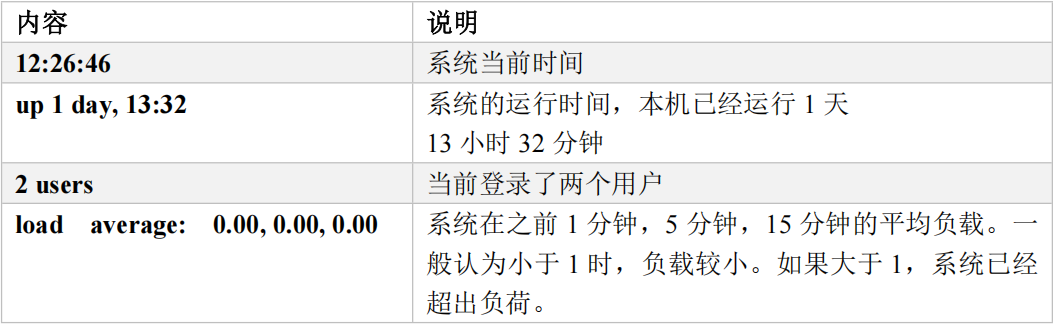 内容 说明
12:26:46 系统当前时间
up 1 day, 13:32 系统的运行时间，本机已经运行 1 天
13 小时 32 分钟
2 users 当前登录了两个用户
load average: 0.00, 0.00, 0.00 系统在之前 1 分钟，5 分钟，15 分钟的平均负载。一
般认为小于 1 时，负载较小。如果大于 1，系统已经
超出负荷。